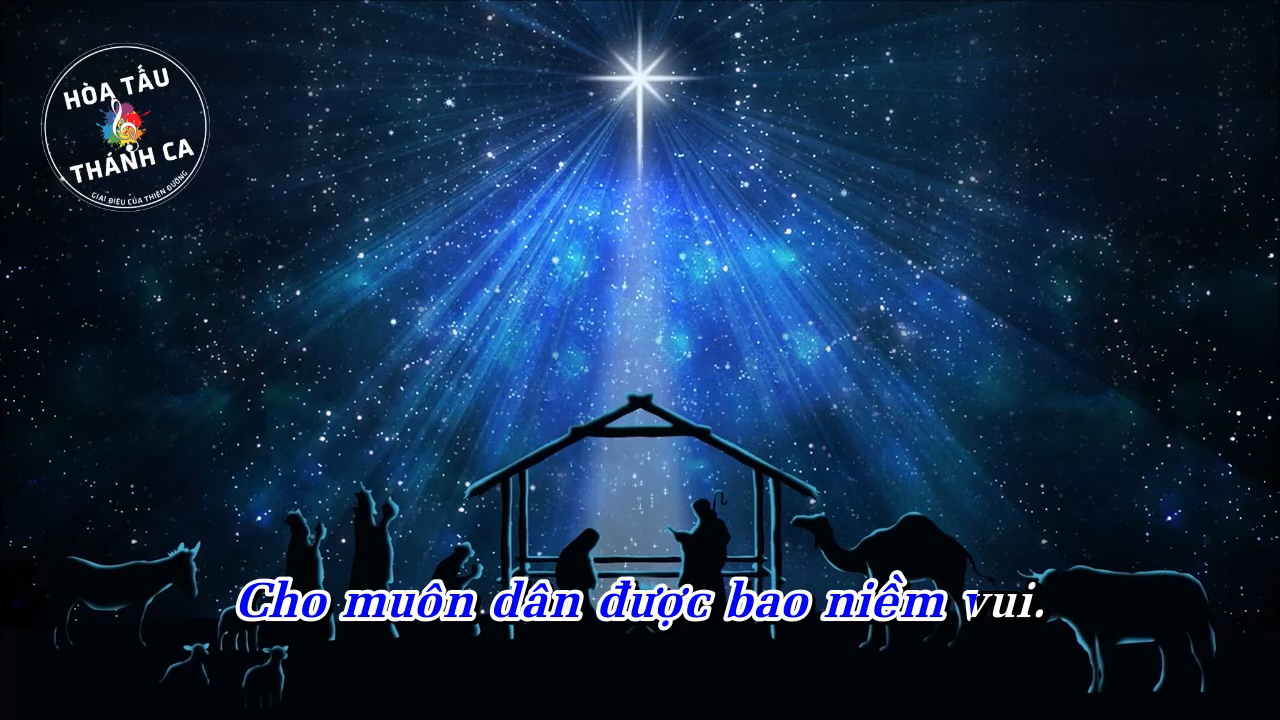 HÒA TẤU
THÁNH CA
GIAI ĐIỆU CỦA THIÊN ĐƯỜNG
Cho muôn dân được bao niềm vui.